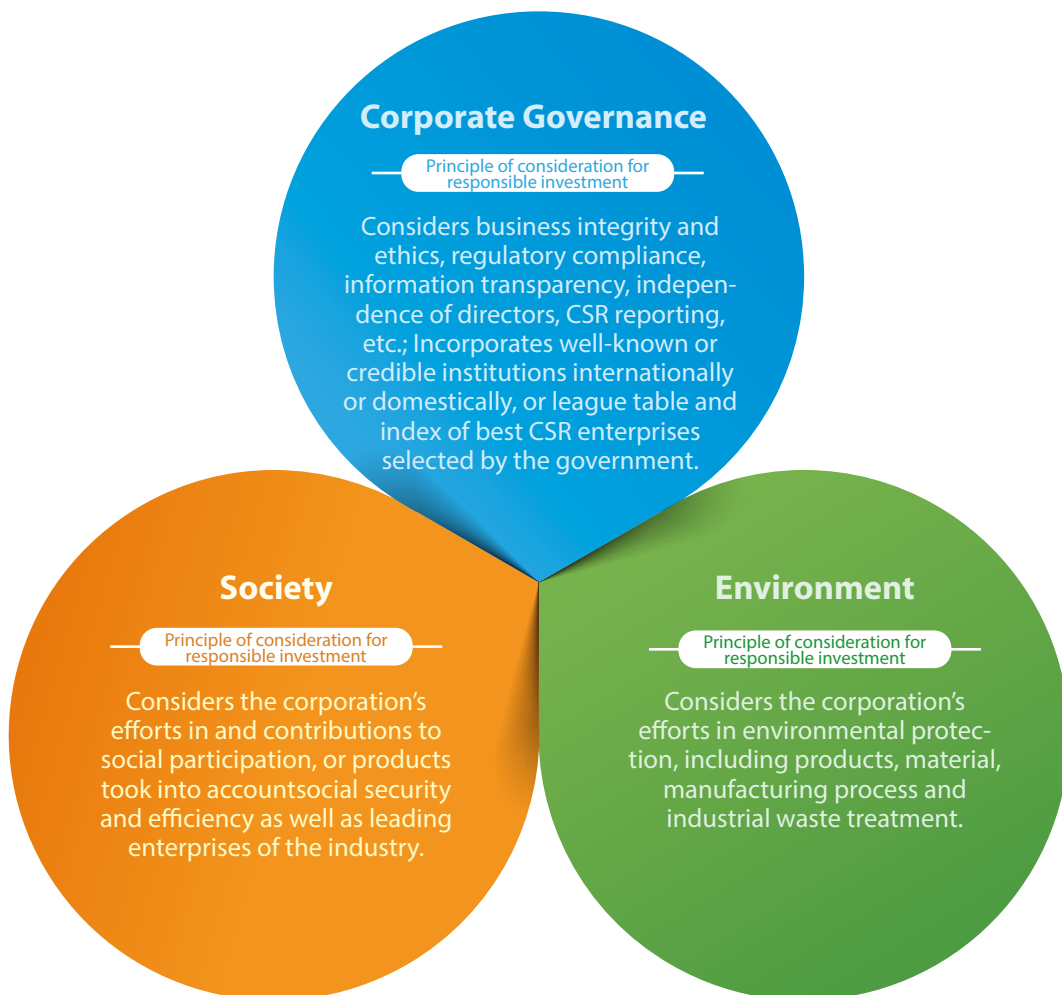 Corporate Governance
Principle of consideration for
responsible investment
Considers business integrity and
ethics, regulatory compliance,
information transparency, indepen-
dence of directors, CSR reporting,
etc.; Incorporates well-known or
credible institutions internationally
or domestically, or league table and
index of best CSR enterprises
selected by the government.
Society
Principle of consideration for
responsible investment
Considers the corporation’s
efforts in and contributions to
social participation, or products
took into accountsocial security
and efficiency as well as leading
enterprises of the industry.
Environment
Principle of consideration for
responsible investment
Considers the corporation’s
efforts in environmental protec-
tion, including products, material,
manufacturing process and
industrial waste treatment.